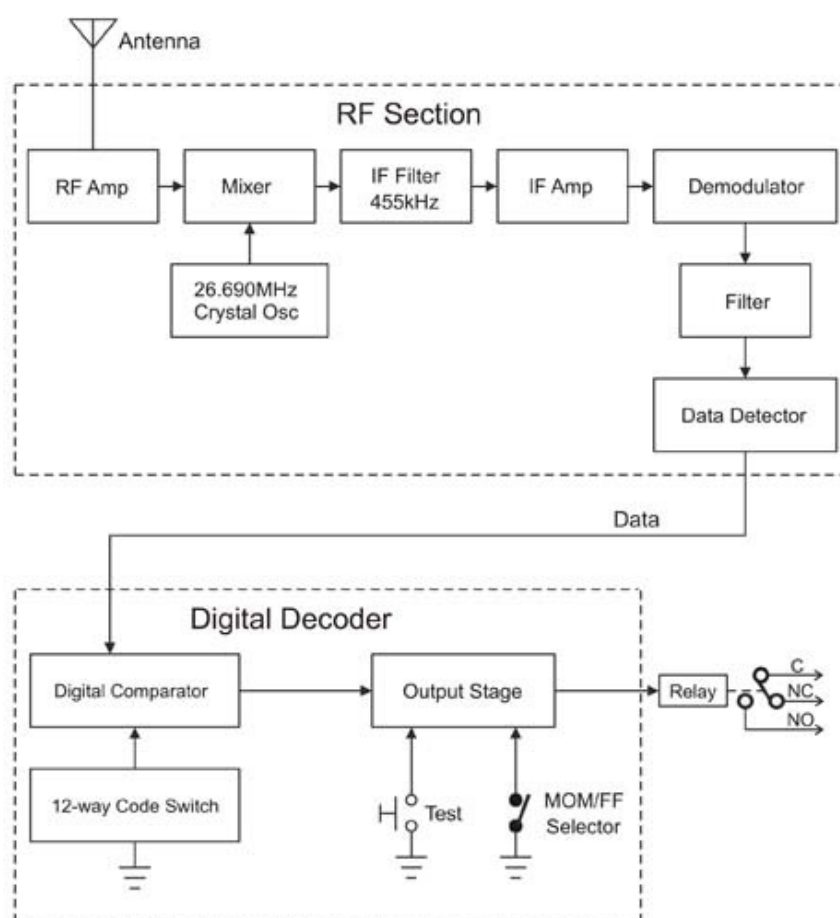 Antenna
RF Section
RF Amp
Mixer
IF Filter
455kHz
IF Amp
Demodulator
26.690MHz
Crystal Osc
Filter
Data Detector
Data
Digital Decoder
Digital Comparator
Output Stage
Relay
C
NC
NO
12-way Code Switch
Test
MOM/FF
Selector